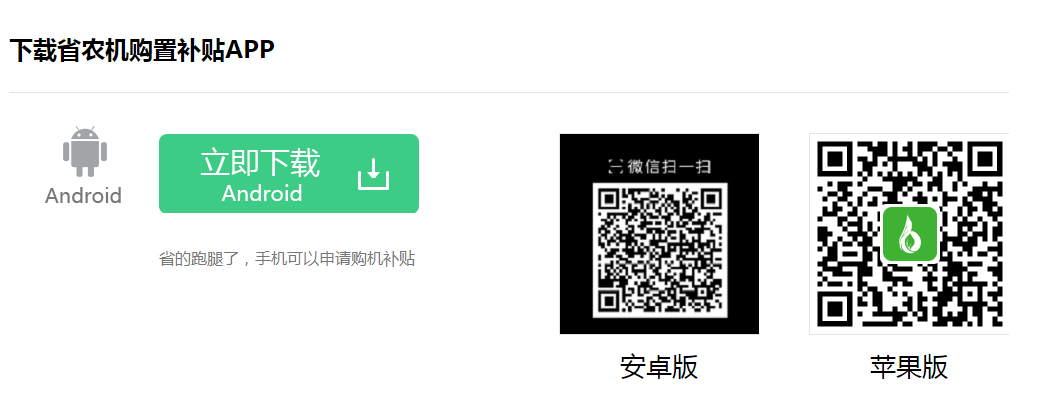 下载省农机购置补贴APP
Android
立即下载
Android
省的跑腿了，手机可以申请购机补贴
微信扫一扫
安卓版
苹果版